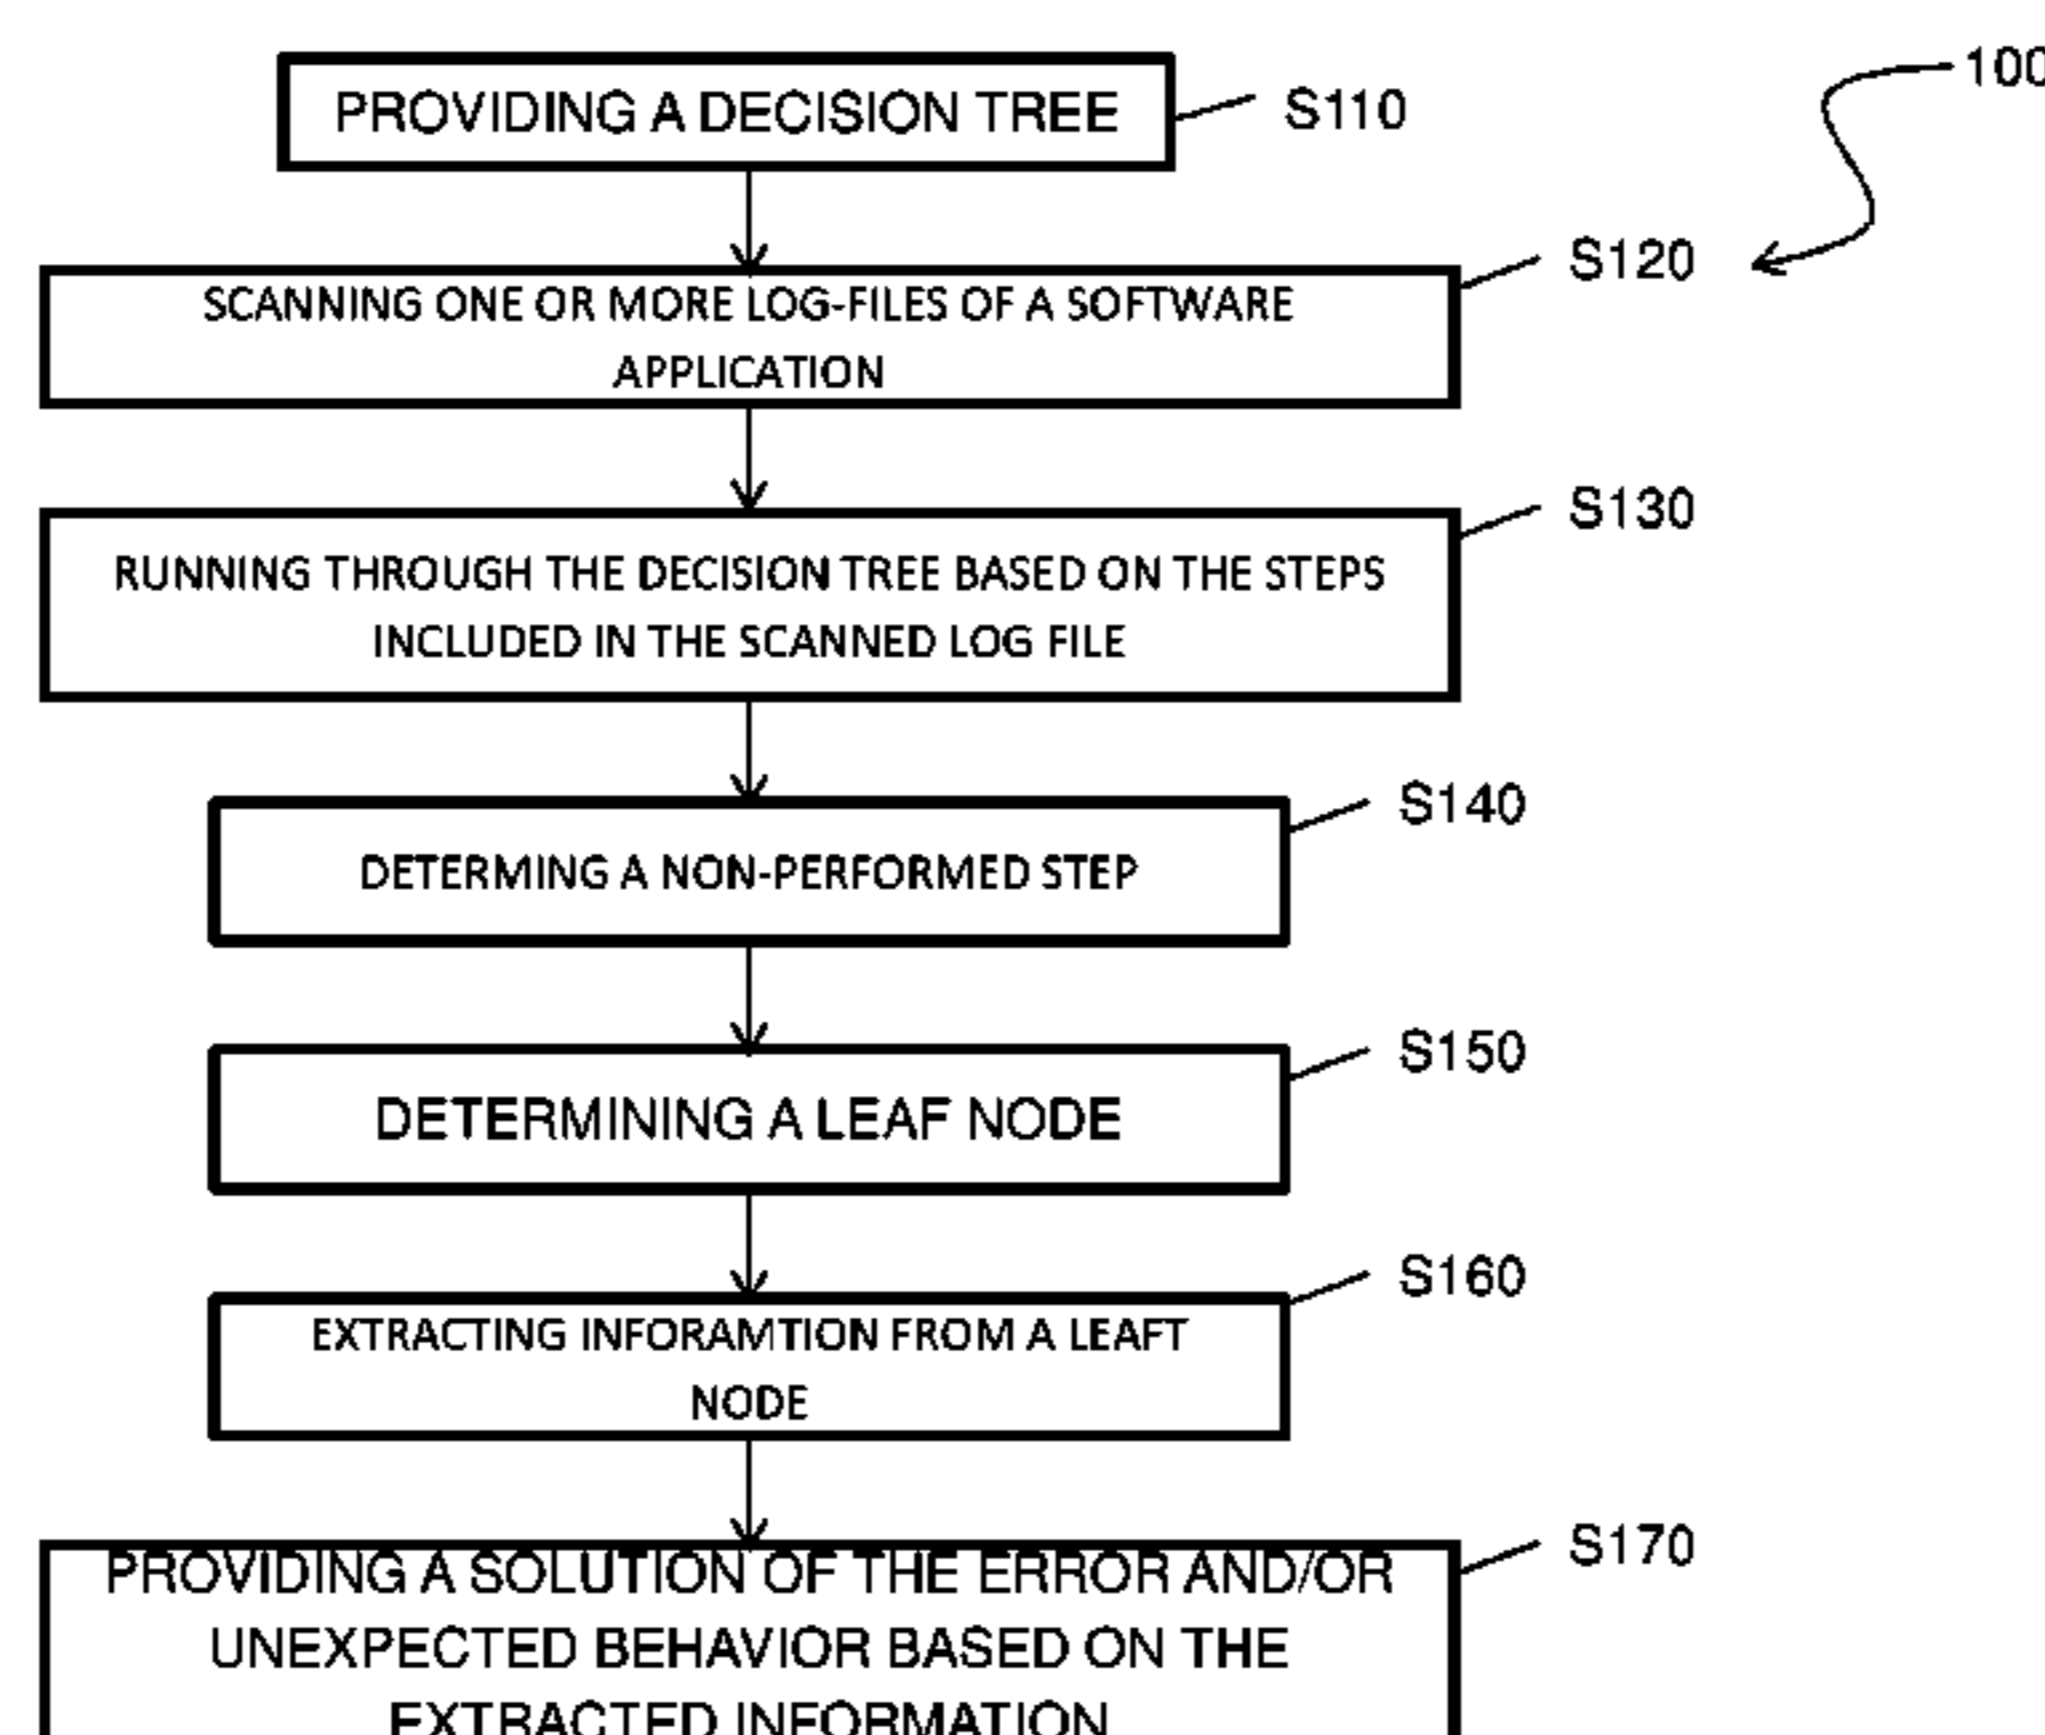 100
PROVIDING A DECISION TREE
S110
S120
SCANNING ONE OR MORE LOG-FILES OF A SOFTWARE
APPLICATION
S130
RUNNING THROUGH THE DECISION TREE BASED ON THE STEPS
INCLUDED IN THE SCANNED LOG FILE
S140
DETERMING A NON-PERFORMED STEP
S150
DETERMINING A LEAF NODE
S160
EXTRACTING INFORAMTION FROM A LEAFT
NODE
S170
PROVIDING A SOLUTION OF THE ERROR AND/OR
UNEXPECTED BEHAVIOR BASED ON THE
EXTRACTED INFORMATION